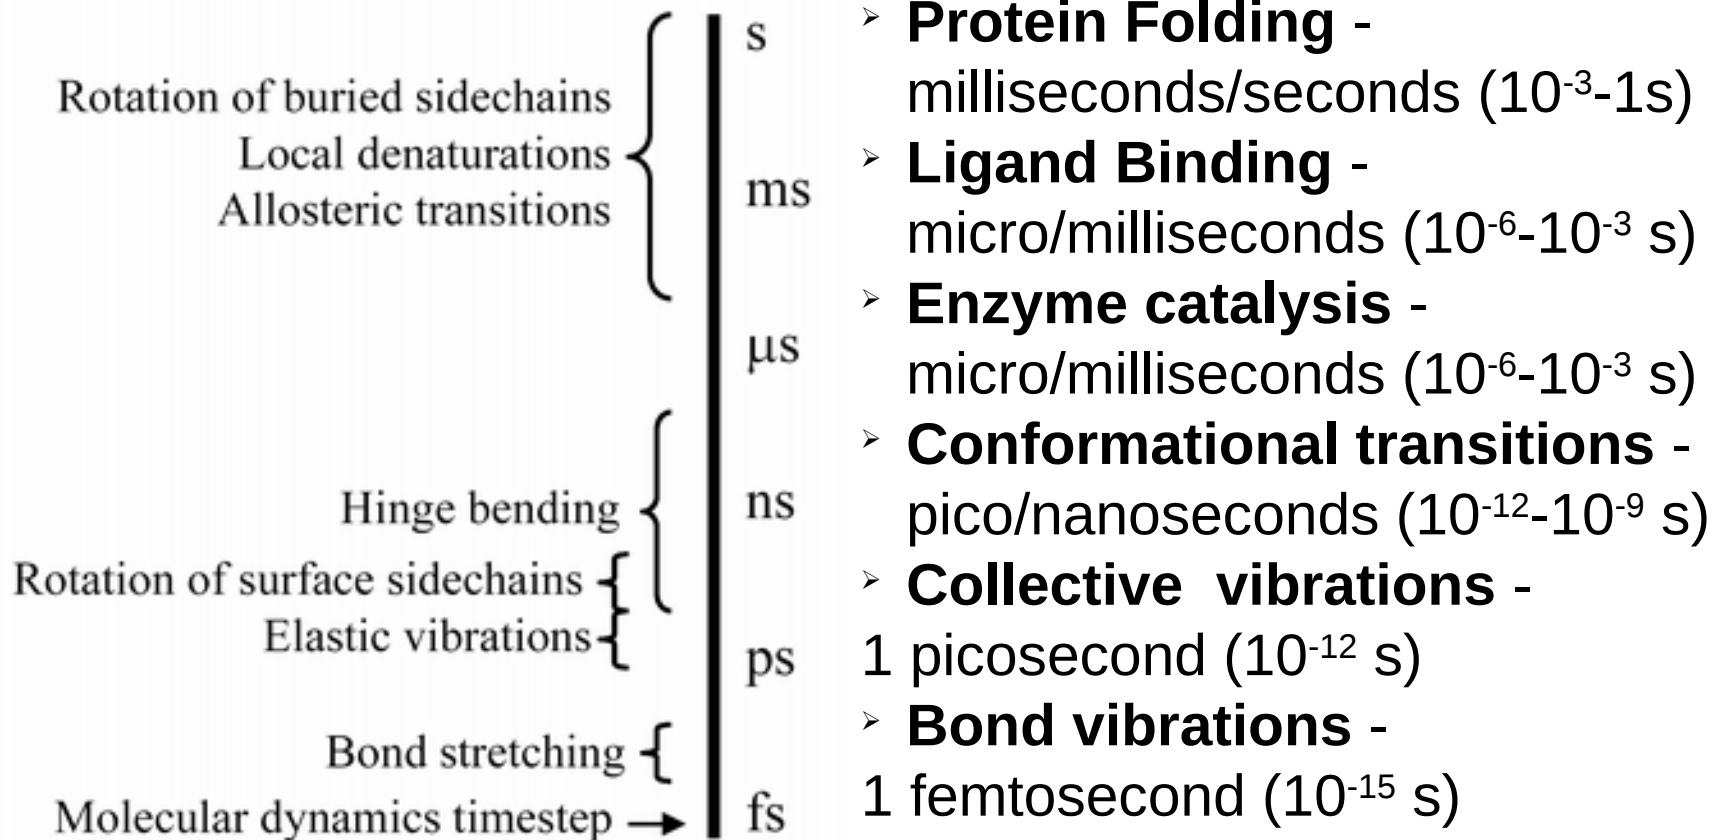 Rotation of buried sidechains
Local denaturations
Allosteric transitions
Hinge bending
Rotation of surface sidechains
Elastic vibrations
Bond stretching
Molecular dynamics timestep
s
ms
μs
ns
ps
fs
➢ Protein Folding -
milliseconds/seconds (10⁻³-1s)
➢ Ligand Binding -
micro/milliseconds (10⁻⁶-10⁻³ s)
➢ Enzyme catalysis -
micro/milliseconds (10⁻⁶-10⁻³ s)
➢ Conformational transitions -
pico/nanoseconds (10⁻¹²-10⁻⁹ s)
➢ Collective  vibrations -
1 picosecond (10⁻¹² s)
➢ Bond vibrations -
1 femtosecond (10⁻¹⁵ s)